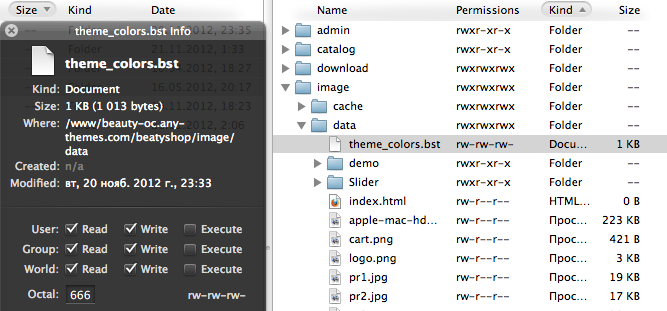 Size Kind Date
theme_colors.bst Info
theme_colors.bst
Kind: Document
Size: 1 KB (1 013 bytes)
Where: /www/beauty-oc.any-
themes.com/beatyshop/image/
data
Created: n/a
Modified: вт, 20 нояб. 2012 г., 23:33
User: Read Write Execute
Group: Read Write Execute
World: Read Write Execute
Octal: 666 rw-rw-rw-
Name Permissions Kind Size
admin rwxr-xr-x Folder --
catalog rwxr-xr-x Folder --
download rwxrwxrwx Folder --
image rwxrwxrwx Folder --
cache rwxrwxrwx Folder --
data rwxrwxrwx Folder --
theme_colors.bst rw-rw-rw- Docu... 1 KB
demo rwxr-xr-x Folder --
Slider rwxr-xr-x Folder --
index.html rw-r--r-- HTML... 0 B
apple-mac-hd... rw-r--r-- Прос... 223 KB
cart.png rw-r--r-- Прос... 421 B
logo.png rw-r--r-- Прос... 3 KB
pr1.jpg rw-r--r-- Прос... 19 KB
pr2.jpg rw-r--r-- Прос... 17 KB